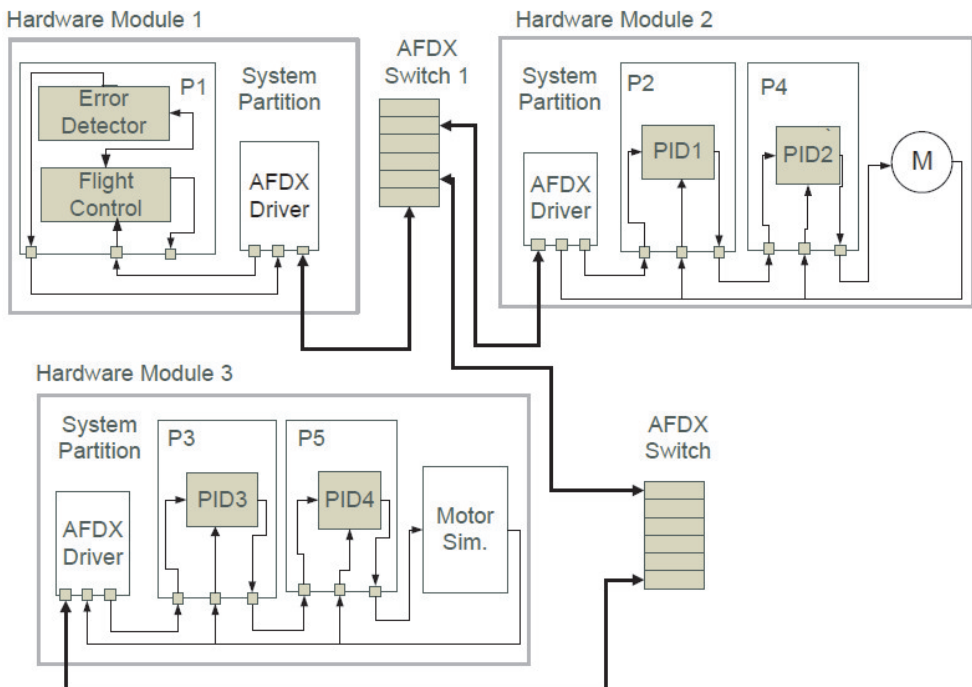 Hardware Module 1
P1
Error
Detector
Flight
Control
System
Partition
AFDX
Driver
AFDX
Switch 1
Hardware Module 2
System
Partition
AFDX
Driver
P2
PID1
P4
PID2
M
Hardware Module 3
System
Partition
AFDX
Driver
P3
PID3
P5
PID4
Motor
Sim.
AFDX
Switch